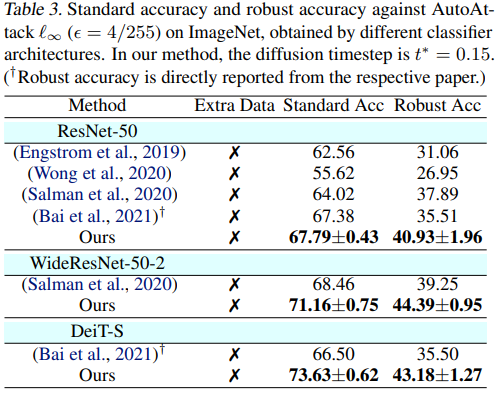 Table 3. Standard accuracy and robust accuracy against AutoAt-
tack ℓ∞ (ϵ = 4/255) on ImageNet, obtained by different classifier
architectures. In our method, the diffusion timestep is t* = 0.15.
(†Robust accuracy is directly reported from the respective paper.)
Method Extra Data Standard Acc Robust Acc
ResNet-50
(Engstrom et al., 2019) ✗ 62.56 31.06
(Wong et al., 2020) ✗ 55.62 26.95
(Salman et al., 2020) ✗ 64.02 37.89
(Bai et al., 2021)† ✗ 67.38 35.51
Ours ✗ 67.79±0.43 40.93±1.96
WideResNet-50-2
(Salman et al., 2020) ✗ 68.46 39.25
Ours ✗ 71.16±0.75 44.39±0.95
DeiT-S
(Bai et al., 2021)† ✗ 66.50 35.50
Ours ✗ 73.63±0.62 43.18±1.27